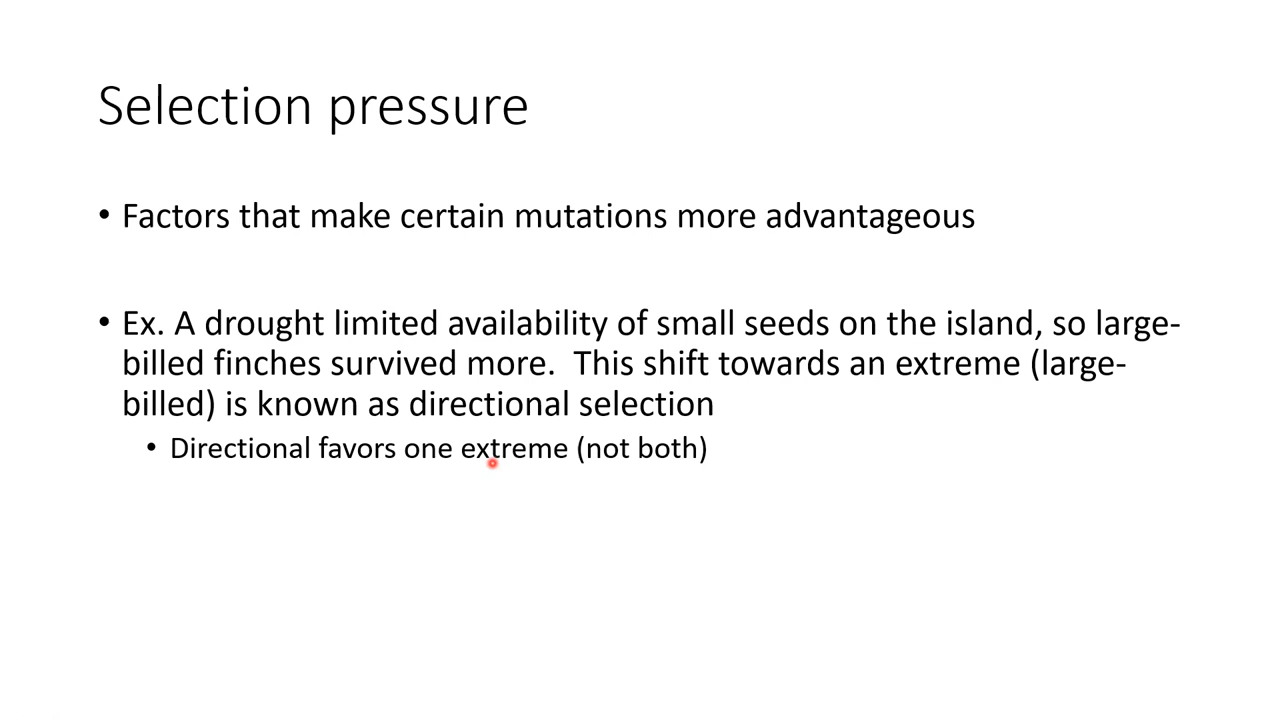 Selection pressure
• Factors that make certain mutations more advantageous
• Ex. A drought limited availability of small seeds on the island, so large-
billed finches survived more.  This shift towards an extreme (large-
billed) is known as directional selection
• Directional favors one extreme (not both)